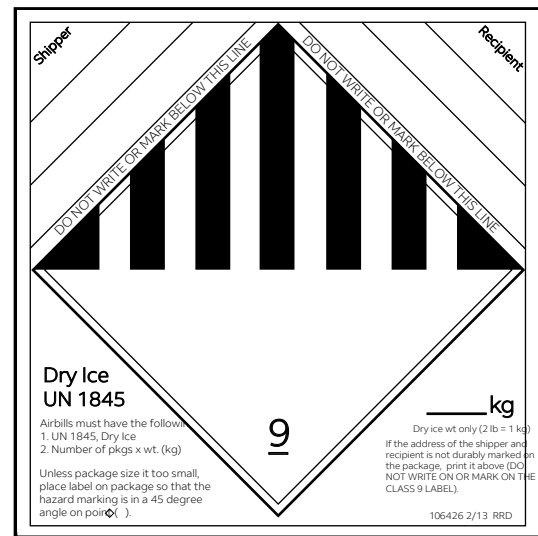 Shipper
Recipient
DO NOT WRITE OR MARK BELOW THIS LINE
DO NOT WRITE OR MARK BELOW THIS LINE
Dry Ice
UN 1845
Airbills must have the followin
1. UN 1845, Dry Ice
2. Number of pkgs x wt. (kg)
Unless package size it too small,
place label on package so that the
hazard marking is in a 45 degree
angle on point ( ).
9
kg
Dry ice wt only (2 lb = 1 kg)
If the address of the shipper and
recipient is not durably marked on
the package, print it above (DO
NOT WRITE ON OR MARK ON THE
CLASS 9 LABEL).
106426 2/13 RRD